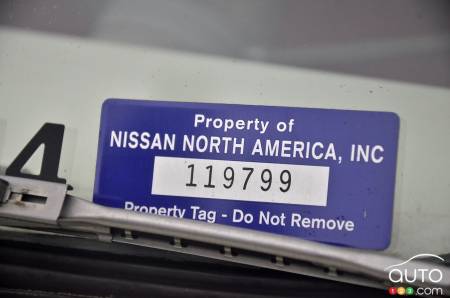 Property of
NISSAN NORTH AMERICA, INC
119799
Property Tag - Do Not Remove
4
AUTO
123.com